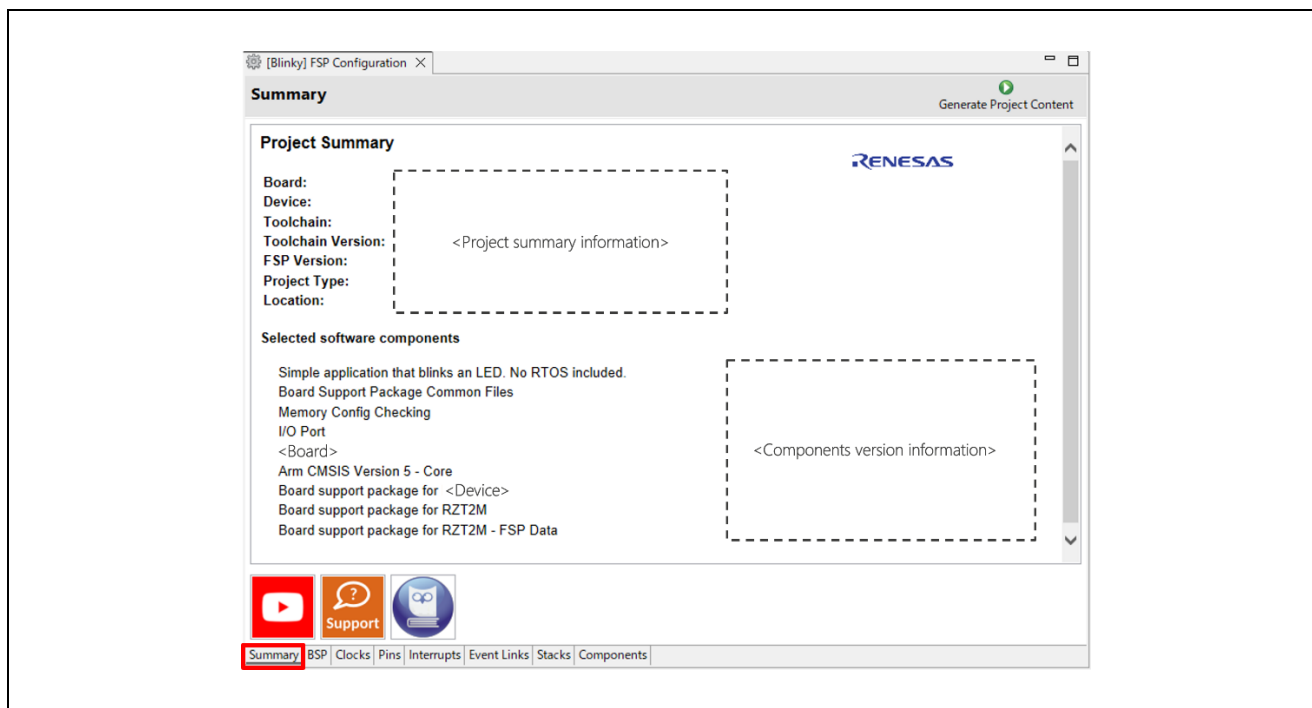 [Blinky] FSP Configuration
Summary
Generate Project Content
Project Summary
RENESAS
Board:
Device:
Toolchain:
Toolchain Version:
FSP Version:
Project Type:
Location:
<Project summary information>
Selected software components
Simple application that blinks an LED. No RTOS included.
Board Support Package Common Files
Memory Config Checking
I/O Port
<Board>
Arm CMSIS Version 5 - Core
Board support package for <Device>
Board support package for RZT2M
Board support package for RZT2M - FSP Data
<Components version information>
? Support
Summary BSP Clocks Pins Interrupts Event Links Stacks Components